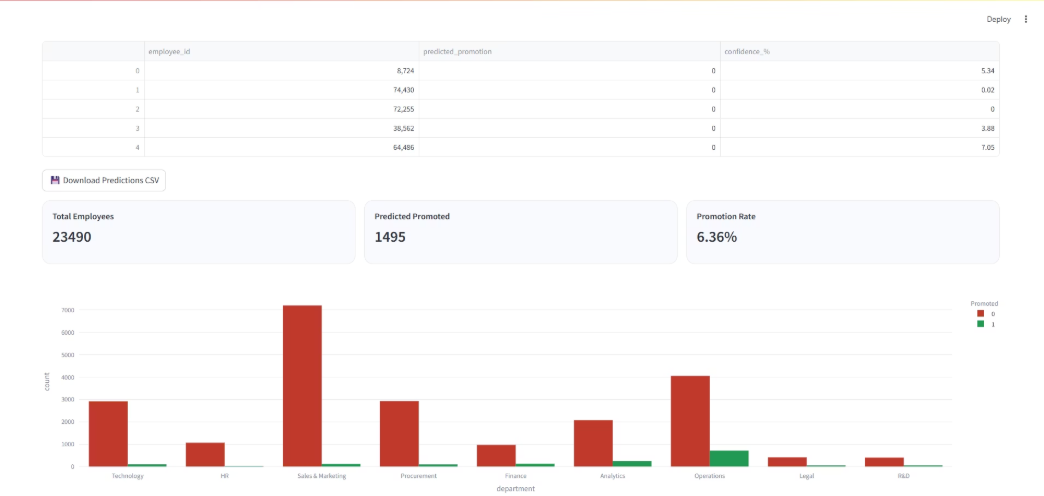 Deploy
employee_id predicted_promotion confidence_%
0 8,724 0 5.34
1 74,430 0 0.02
2 72,255 0 0
3 38,562 0 3.88
4 64,486 0 7.05
Download Predictions CSV
Total Employees Predicted Promoted Promotion Rate
23490 1495 6.36%
Promoted
0
1
7000
6000
5000
4000
3000
2000
1000
0
count
Technology HR Sales & Marketing Procurement Finance Analytics Operations Legal R&D
department